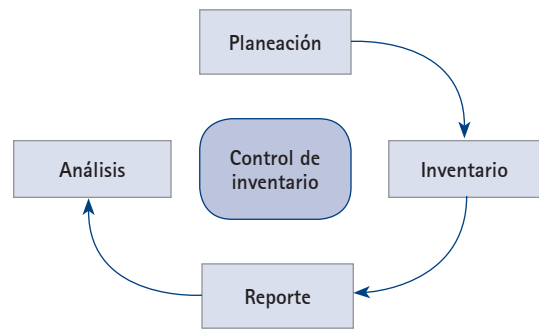 Planeación
Análisis
Control de
inventario
Inventario
Reporte